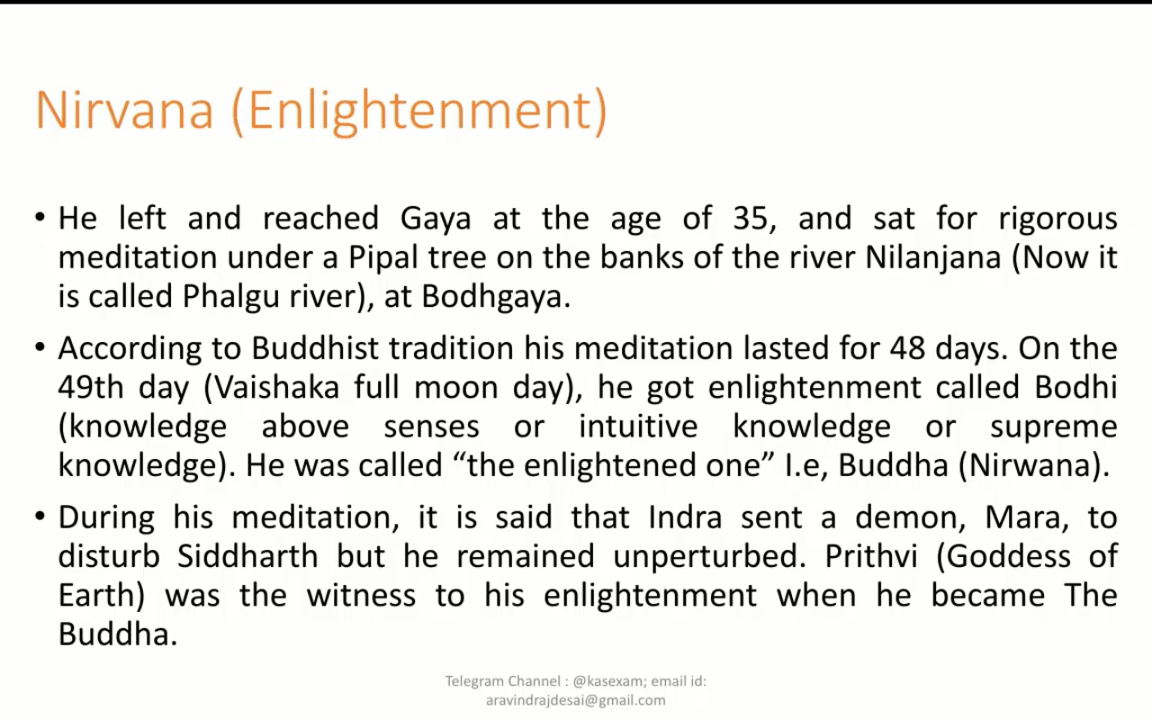 Nirvana (Enlightenment)
• He left and reached Gaya at the age of 35, and sat for rigorous
meditation under a Pipal tree on the banks of the river Nilanjana (Now it
is called Phalgu river), at Bodhgaya.
• According to Buddhist tradition his meditation lasted for 48 days. On the
49th day (Vaishaka full moon day), he got enlightenment called Bodhi
(knowledge above senses or intuitive knowledge or supreme
knowledge). He was called “the enlightened one” I.e, Buddha (Nirwana).
• During his meditation, it is said that Indra sent a demon, Mara, to
disturb Siddharth but he remained unperturbed. Prithvi (Goddess of
Earth) was the witness to his enlightenment when he became The
Buddha.
Telegram Channel : @kasexam; email id:
aravindrajdesai@gmail.com